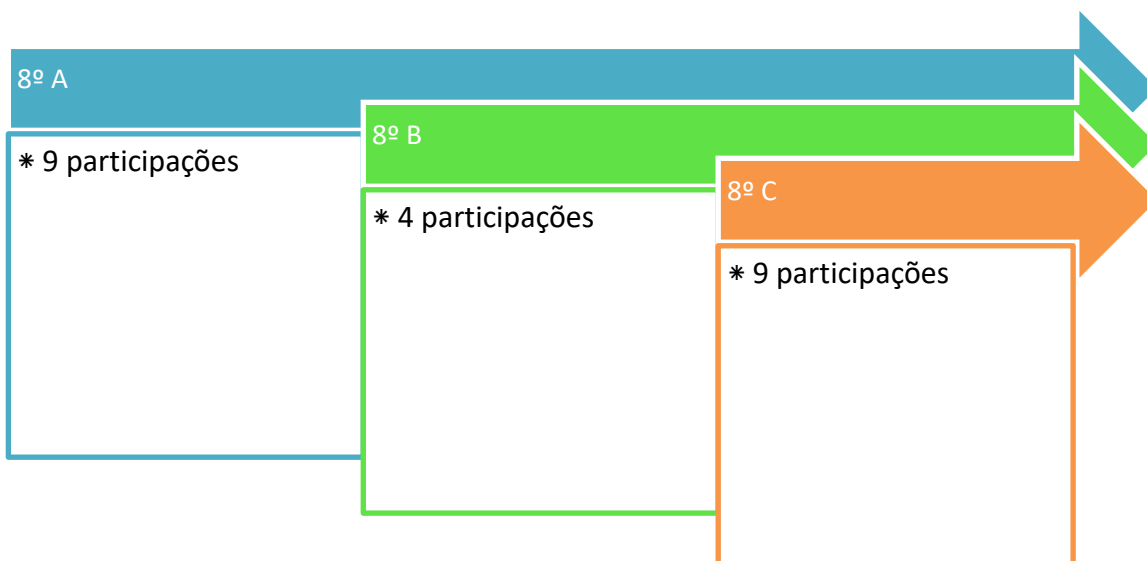 8º A
* 9 participações
8º B
* 4 participações
8º C
* 9 participações